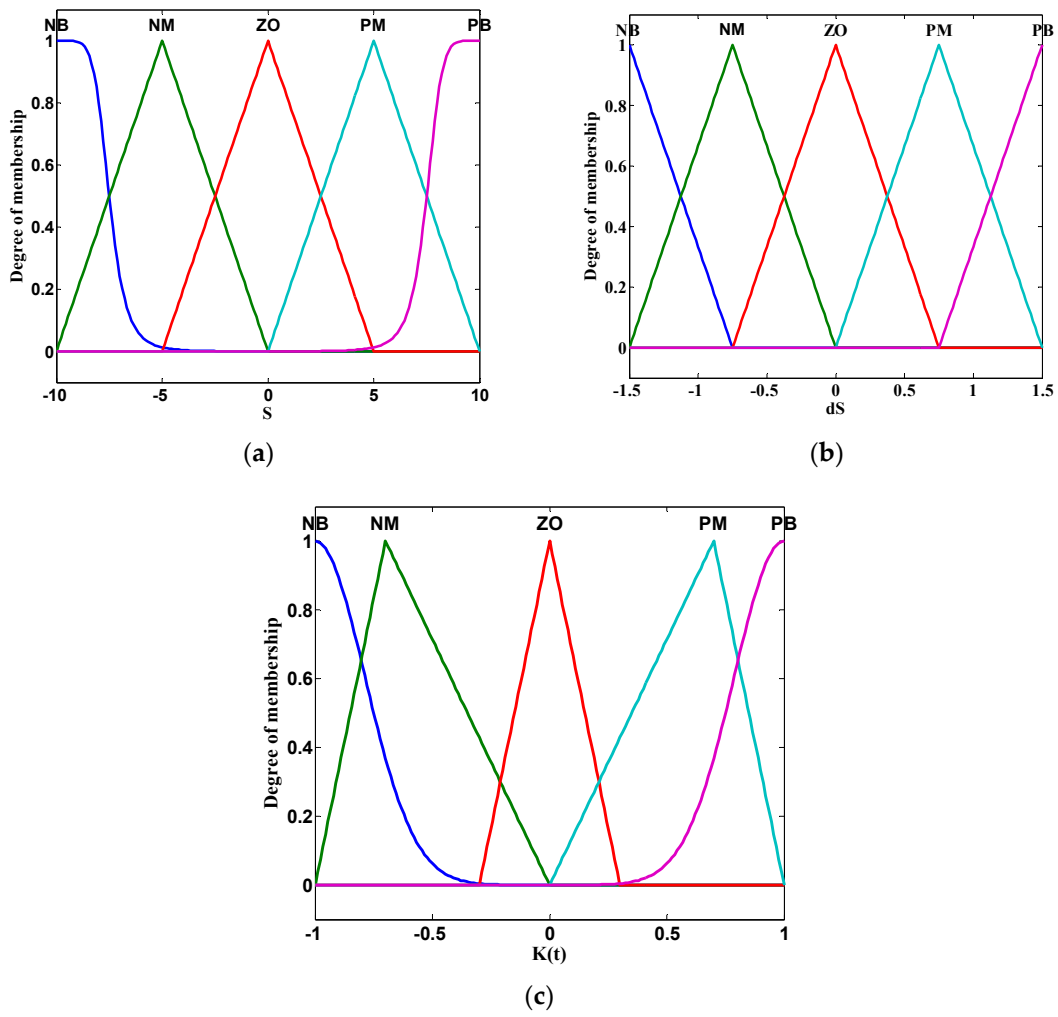 NB NM ZO PM PB
1
0.8
0.6
0.4
0.2
0
Degree of membership
-10 -5 0 5 10
S
(a)
NB NM ZO PM PB
1
0.8
0.6
0.4
0.2
0
Degree of membership
-1.5 -1 -0.5 0 0.5 1 1.5
dS
(b)
NB NM ZO PM PB
1
0.8
0.6
0.4
0.2
0
Degree of membership
-1 -0.5 0 0.5 1
K(t)
(c)